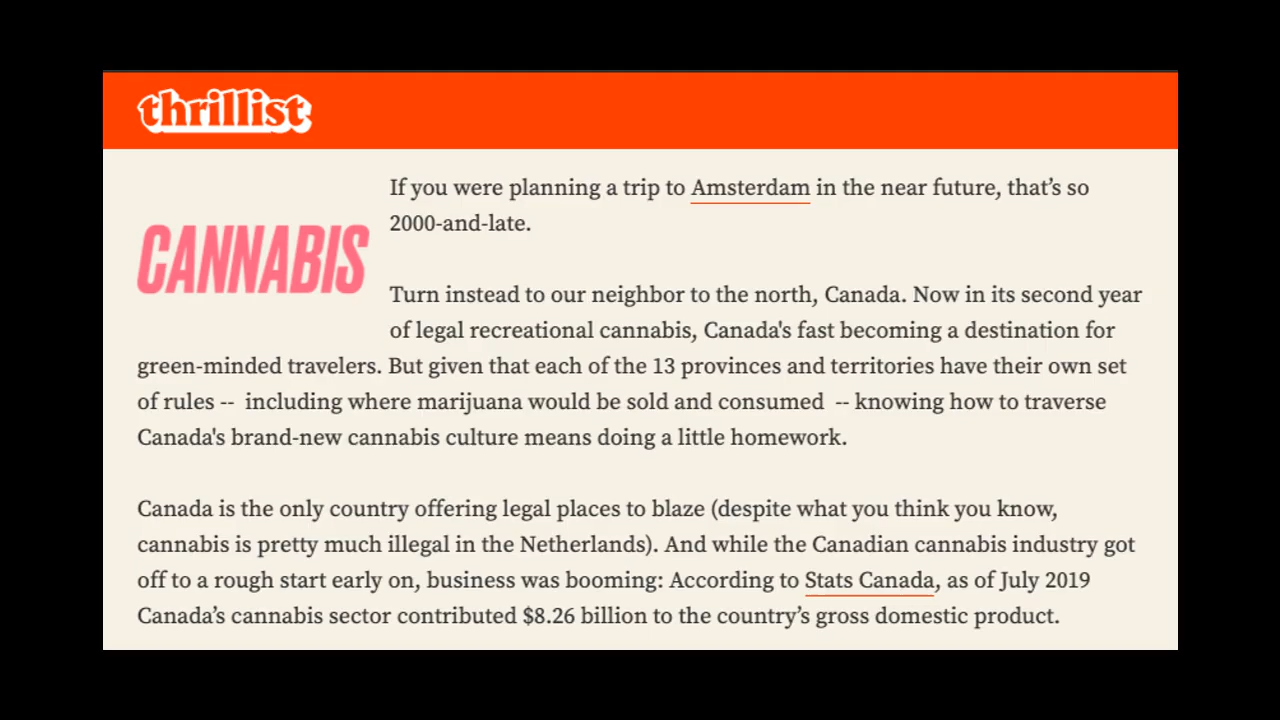 thrillist
CANNABIS
If you were planning a trip to Amsterdam in the near future, that’s so
2000-and-late.
Turn instead to our neighbor to the north, Canada. Now in its second year
of legal recreational cannabis, Canada's fast becoming a destination for
green-minded travelers. But given that each of the 13 provinces and territories have their own set
of rules --  including where marijuana would be sold and consumed  -- knowing how to traverse
Canada's brand-new cannabis culture means doing a little homework.
Canada is the only country offering legal places to blaze (despite what you think you know,
cannabis is pretty much illegal in the Netherlands). And while the Canadian cannabis industry got
off to a rough start early on, business was booming: According to Stats Canada, as of July 2019
Canada’s cannabis sector contributed $8.26 billion to the country’s gross domestic product.